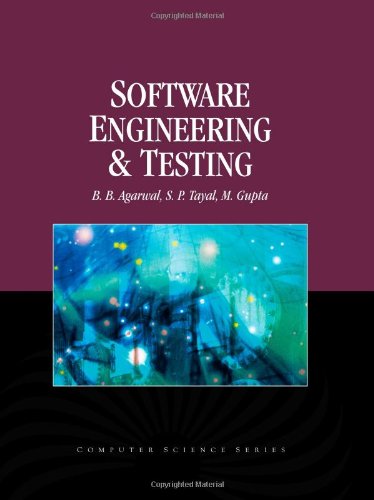 Copyrighted Material
SOFTWARE
ENGINEERING
& TESTING
B. B. Agarwal, S. P. Tayal, M. Gupta
COMPUTER SCIENCE SERIES
Copyrighted Material